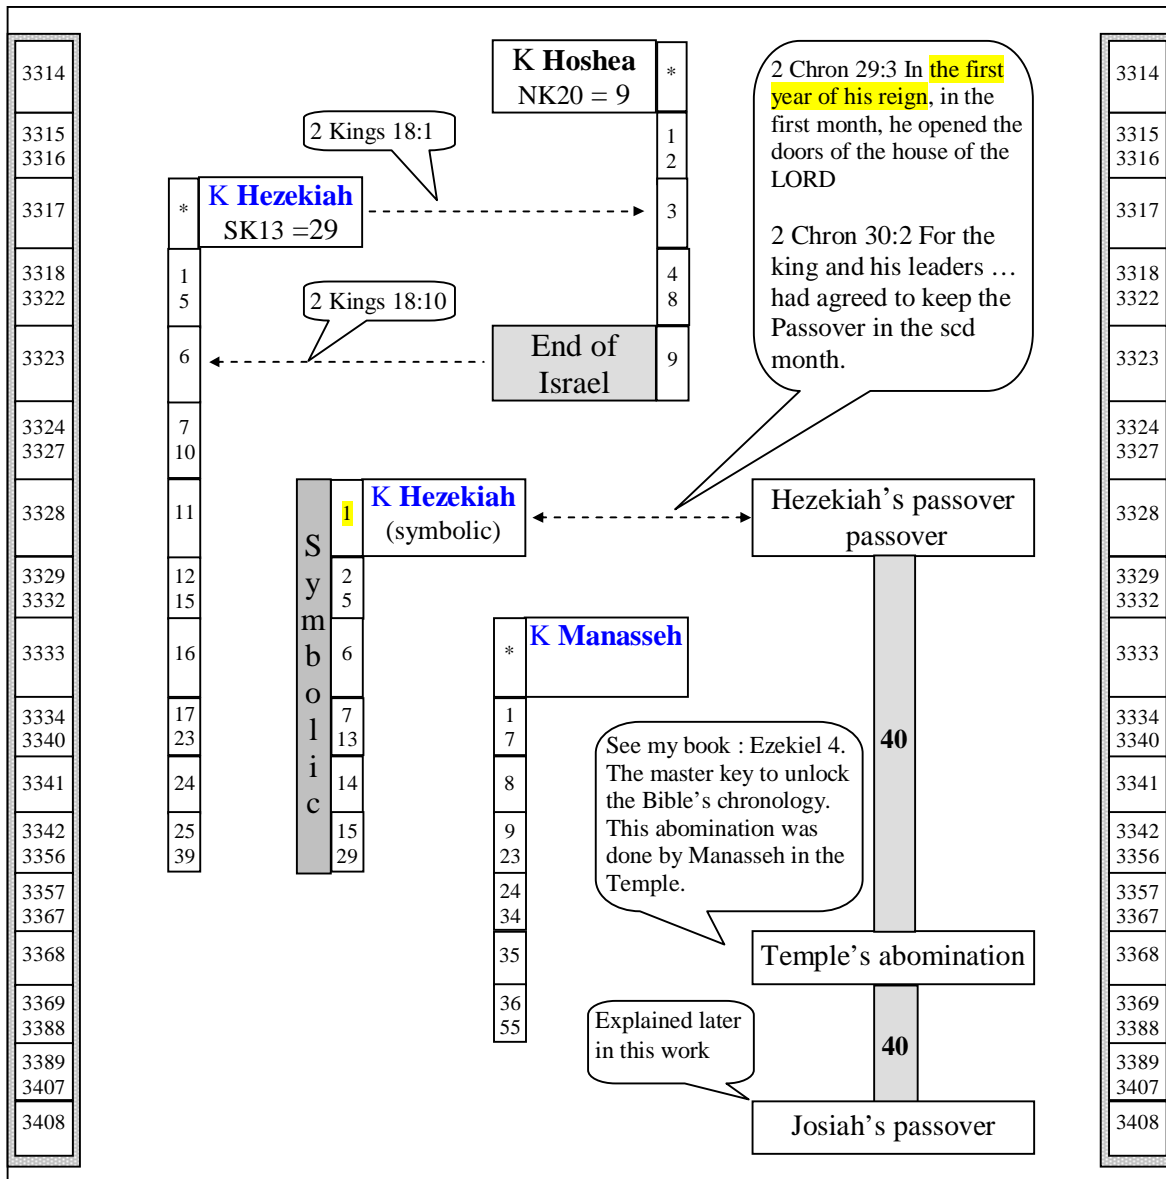 3314
K Hoshea
NK20 = 9
*
2 Chron 29:3 In the first
year of his reign, in the
first month, he opened the
doors of the house of the
LORD
2 Chron 30:2 For the
king and his leaders …
had agreed to keep the
Passover in the scd
month.
3314
3315
3316
2 Kings 18:1
1
2
3315
3316
3317
*
K Hezekiah
SK13 =29
3
3317
3318
3322
1
5
2 Kings 18:10
4
8
3318
3322
3323
6
End of
Israel
9
3323
3324
3327
7
10
3324
3327
3328
11
Symbolic
1
K Hezekiah
(symbolic)
Hezekiah’s passover
passover
3328
3329
3332
12
15
2
5
3329
3332
3333
16
6
*
K Manasseh
3333
3334
3340
17
23
7
13
1
7
See my book : Ezekiel 4.
The master key to unlock
the Bible’s chronology.
This abomination was
done by Manasseh in the
Temple.
40
3334
3340
3341
24
14
8
3341
3342
3356
25
39
15
29
9
23
3342
3356
3357
3367
24
34
3357
3367
3368
35
Temple’s abomination
3368
3369
3388
36
55
Explained later
in this work
40
3369
3388
3389
3407
3389
3407
3408
Josiah’s passover
3408